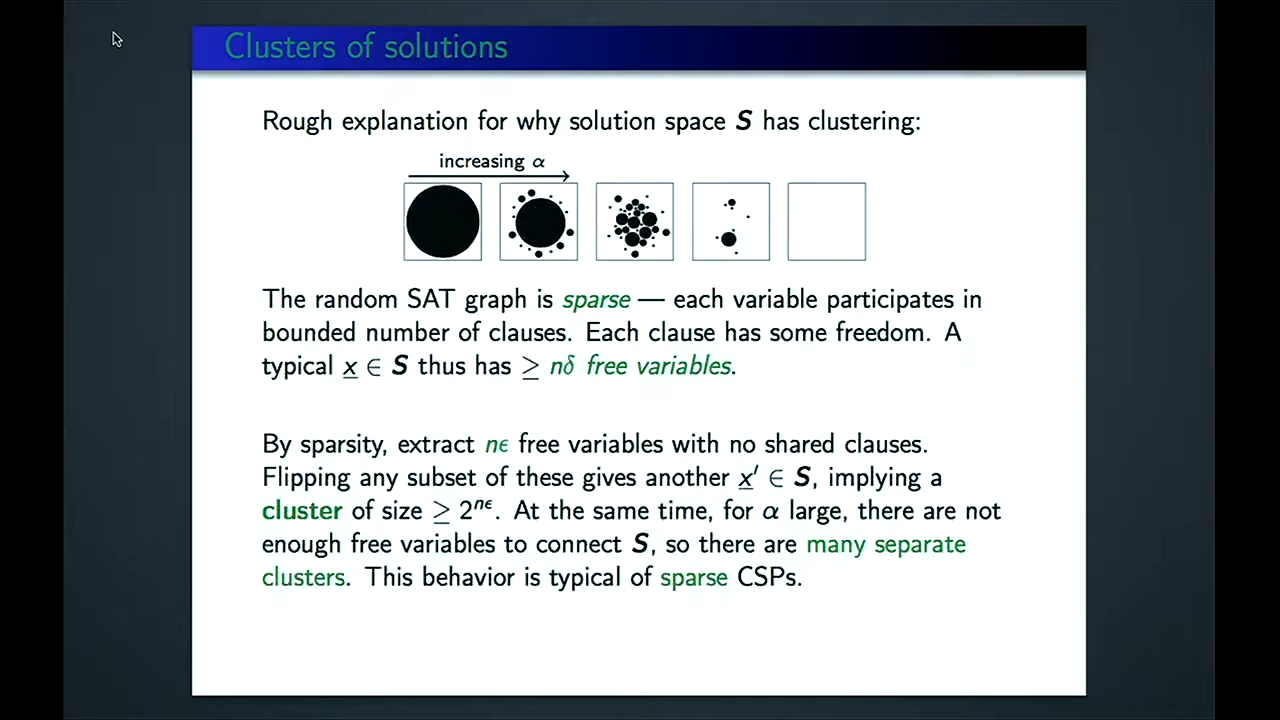 Clusters of solutions
Rough explanation for why solution space S has clustering:
increasing α
The random SAT graph is sparse — each variable participates in
bounded number of clauses. Each clause has some freedom. A
typical x ∈ S thus has ≥ nδ free variables.
By sparsity, extract nϵ free variables with no shared clauses.
Flipping any subset of these gives another x′ ∈ S, implying a
cluster of size ≥ 2^{nϵ}. At the same time, for α large, there are not
enough free variables to connect S, so there are many separate
clusters. This behavior is typical of sparse CSPs.